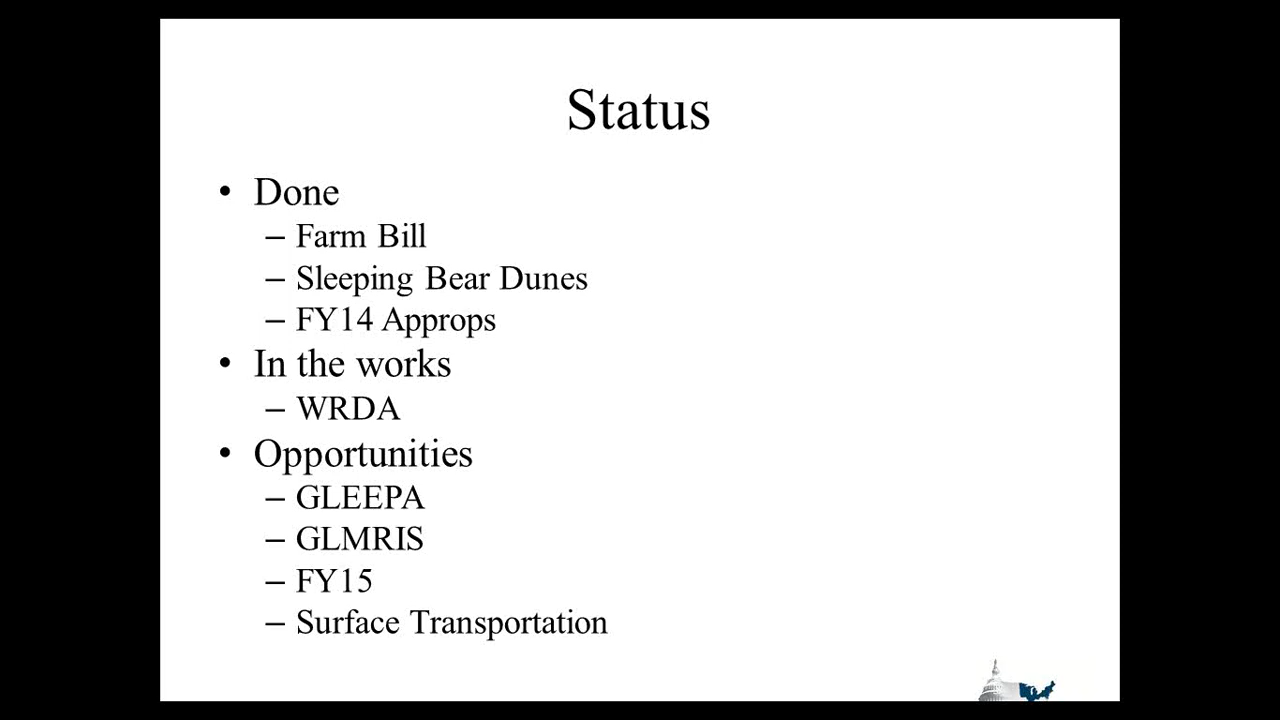 Status
• Done
– Farm Bill
– Sleeping Bear Dunes
– FY14 Approps
• In the works
– WRDA
• Opportunities
– GLEEPA
– GLMRIS
– FY15
– Surface Transportation